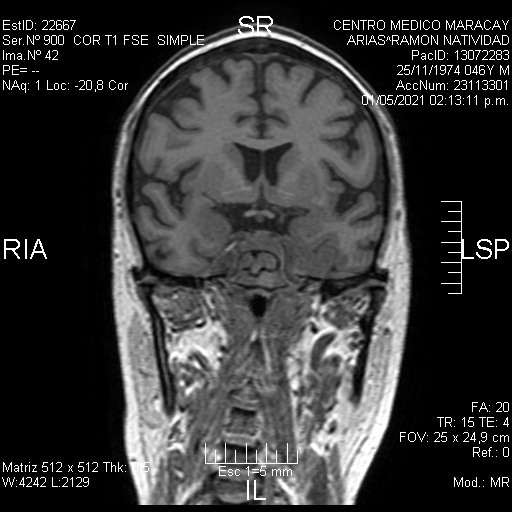 EstID: 22667
Ser.Nº 900 COR T1 FSE SIMPLE
Ima.Nº 42
PE= --
NAq: 1 Loc: -20,8 Cor
SR
CENTRO MEDICO MARACAY
ARIAS^RAMON NATIVIDAD
PacID: 13072283
25/11/1974 046Y M
AccNum: 23113301
01/05/2021 02:13:11 p.m.
RIA
LSP
FA: 20
TR: 15 TE: 4
FOV: 25 x 24,9 cm
Ref.: 0
Mod.: MR
Matriz 512 x 512 Thk:
W:4242 L:2129
Esc 1=5 mm
IL